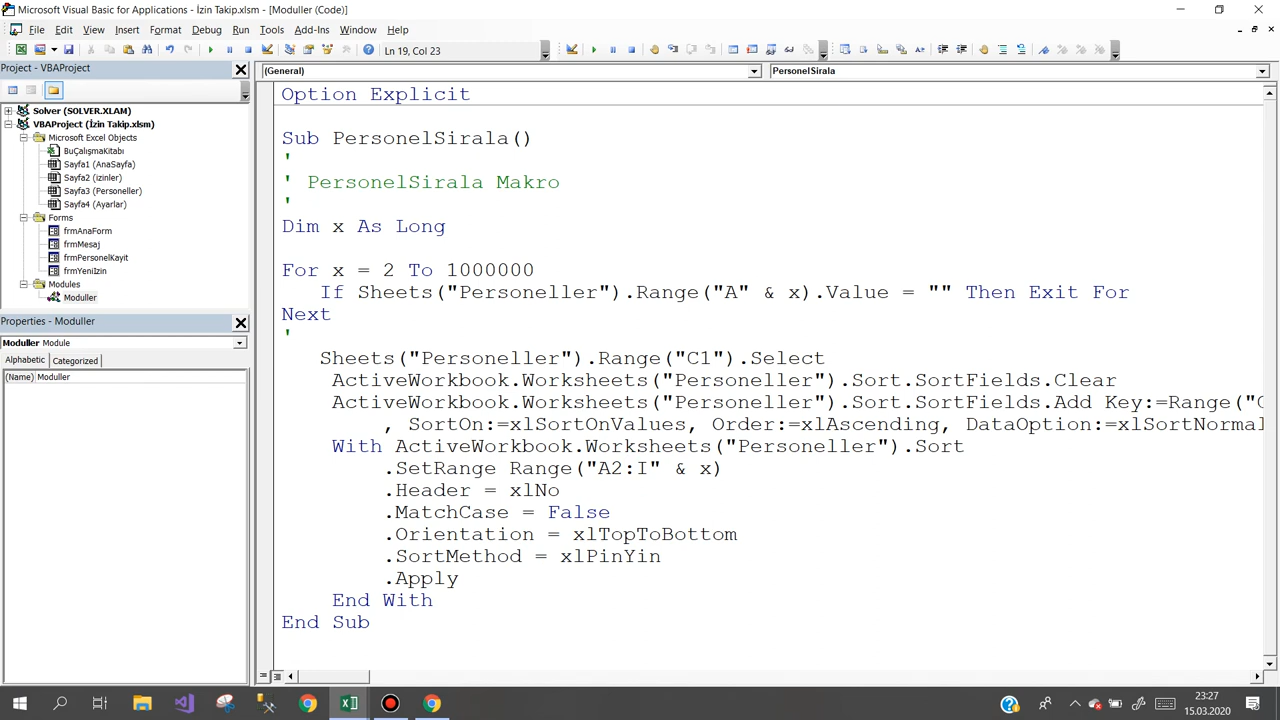 Microsoft Visual Basic for Applications - İzin Takip.xlsm - [Moduller (Code)]
File Edit View Insert Format Debug Run Tools Add-Ins Window Help
Ln 19, Col 23
Project - VBAProject
(General)
PersonelSirala
Solver (SOLVER.XLAM)
VBAProject (İzin Takip.xlsm)
Microsoft Excel Objects
BuÇalışmaKitabı
Sayfa1 (AnaSayfa)
Sayfa2 (izinler)
Sayfa3 (Personeller)
Sayfa4 (Ayarlar)
Forms
frmAnaForm
frmMesaj
frmPersonelKayit
frmYeniIzin
Modules
Moduller
Properties - Moduller
Moduller Module
Alphabetic Categorized
(Name) Moduller
Option Explicit
Sub PersonelSirala()
'
' PersonelSirala Makro
'
Dim x As Long
For x = 2 To 1000000
If Sheets("Personeller").Range("A" & x).Value = "" Then Exit For
Next
'
Sheets("Personeller").Range("C1").Select
ActiveWorkbook.Worksheets("Personeller").Sort.SortFields.Clear
ActiveWorkbook.Worksheets("Personeller").Sort.SortFields.Add Key:=Range("C
, SortOn:=xlSortOnValues, Order:=xlAscending, DataOption:=xlSortNormal
With ActiveWorkbook.Worksheets("Personeller").Sort
.SetRange Range("A2:I" & x)
.Header = xlNo
.MatchCase = False
.Orientation = xlTopToBottom
.SortMethod = xlPinYin
.Apply
End With
End Sub
23:27
15.03.2020